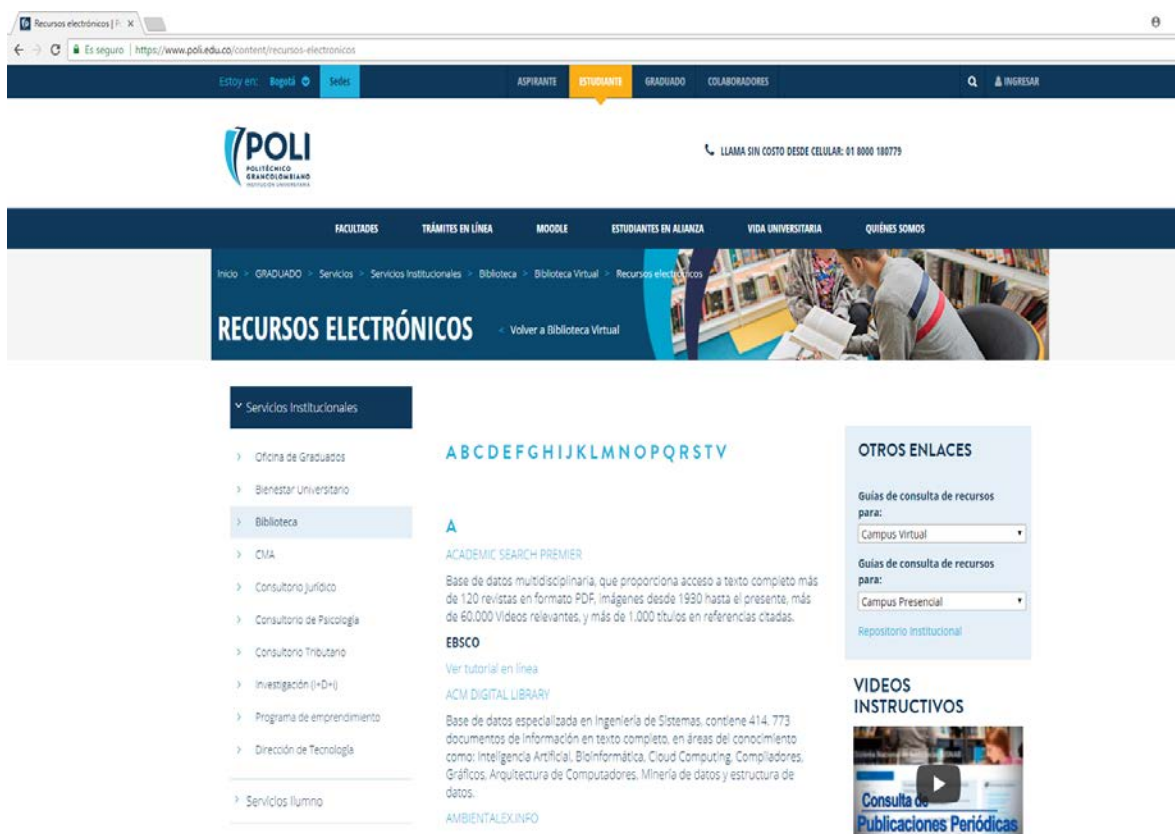 Recursos electrónicos | P
Es seguro | https://www.poli.edu.co/content/recursos-electronicos
Estoy en: Bogotá Sedes ASPIRANTE ESTUDIANTE GRADUADO COLABORADORES INGRESAR
POLI
POLITÉCNICO
GRANCOLOMBIANO
INSTITUCIÓN UNIVERSITARIA
LLAMA SIN COSTO DESDE CELULAR: 01 8000 180779
FACULTADES TRÁMITES EN LÍNEA MOODLE ESTUDIANTES EN ALIANZA VIDA UNIVERSITARIA QUIÉNES SOMOS
Inicio > GRADUADO > Servicios > Servicios Institucionales > Biblioteca > Biblioteca Virtual > Recursos electrónicos
RECURSOS ELECTRÓNICOS < Volver a Biblioteca Virtual
Servicios Institucionales
> Oficina de Graduados
> Bienestar Universitario
> Biblioteca
> CMA
> Consultorio Jurídico
> Consultorio de Psicología
> Consultorio Tributario
> Investigación (I+D+i)
> Programa de emprendimiento
> Dirección de Tecnología
> Servicios Ilumno
A B C D E F G H I J K L M N O P Q R S T V
A
ACADEMIC SEARCH PREMIER
Base de datos multidisciplinaria, que proporciona acceso a texto completo más
de 120 revistas en formato PDF, imágenes desde 1930 hasta el presente, más
de 60.000 Videos relevantes, y más de 1.000 títulos en referencias citadas.
EBSCO
Ver tutorial en línea
ACM DIGITAL LIBRARY
Base de datos especializada en Ingeniería de Sistemas, contiene 414. 773
documentos de información en texto completo, en áreas del conocimiento
como: Inteligencia Artificial, Bioinformática, Cloud Computing, Compiladores,
Gráficos, Arquitectura de Computadores, Minería de datos y estructura de
datos.
AMBIENTALEX.INFO
OTROS ENLACES
Guías de consulta de recursos
para:
Campus Virtual
Guías de consulta de recursos
para:
Campus Presencial
Repositorio Institucional
VIDEOS
INSTRUCTIVOS
Consulta de
Publicaciones Periódicas